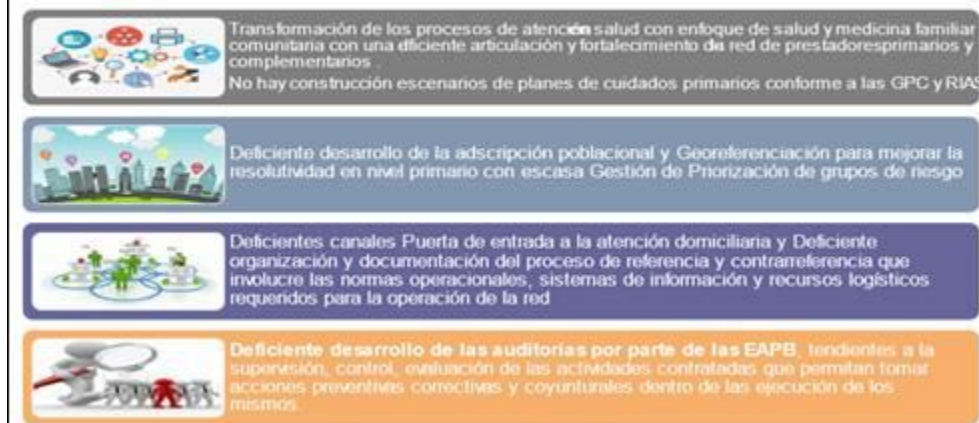 Transformación de los procesos de atención salud con enfoque de salud y medicina familiar
comunitaria con una dficiente articulación y fortalecimiento da red de prestadoresprimarios y
complementarios .
No hay construcción escenarios de planes de cuidados primarios conforme a las GPC y RIAS
Deficiente desarrollo de la adscripción poblacional y Georeferenciación para mejorar la
resolutividad en nivel primario con escasa Gestión de Priorización de grupos de riesgo
Deficientes canales Puerta de entrada a la atención domiciliaria y Deficiente
organización y documentación del proceso de referencia y contrarreferencia que
involucre las normas operacionales, sistemas de información y recursos logísticos
requeridos para la operación de la red
Deficiente desarrollo de las auditorias por parte de las EAPB, tendientes a la
supervisión, control, evaluación de las actividades contratadas que permitan tomar
acciones preventivas correctivas y coyunturales dentro de las ejecución de los
mismos.